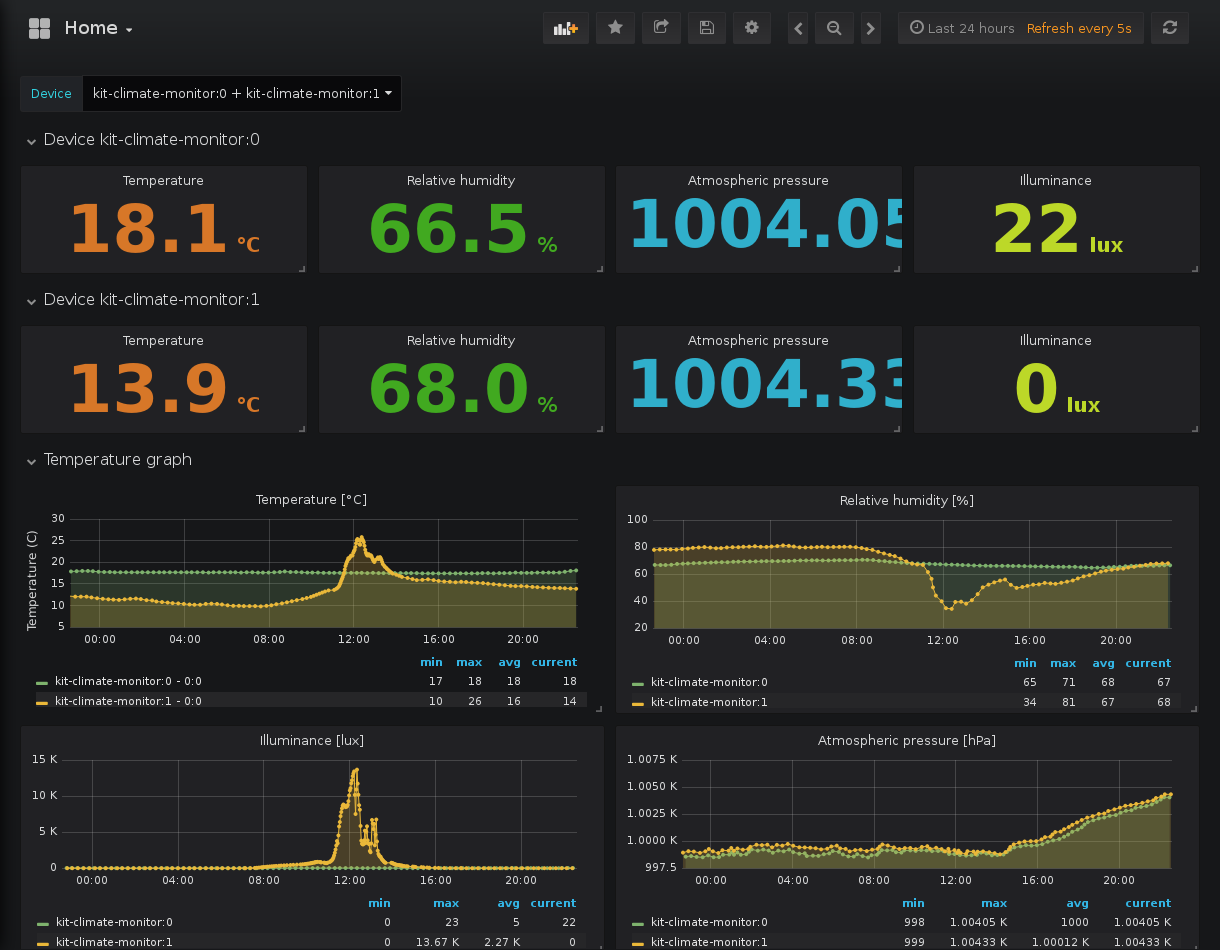 Home
Last 24 hours Refresh every 5s
Device kit-climate-monitor:0 + kit-climate-monitor:1
Device kit-climate-monitor:0
Temperature Relative humidity Atmospheric pressure Illuminance
18.1 °C 66.5 % 1004.05 22 lux
Device kit-climate-monitor:1
Temperature Relative humidity Atmospheric pressure Illuminance
13.9 °C 68.0 % 1004.33 0 lux
Temperature graph
Temperature [°C]
Temperature (C)
30
25
20
15
10
5
00:00 04:00 08:00 12:00 16:00 20:00
min max avg current
kit-climate-monitor:0 - 0:0 17 18 18 18
kit-climate-monitor:1 - 0:0 10 26 16 14
Relative humidity [%]
100
80
60
40
20
00:00 04:00 08:00 12:00 16:00 20:00
min max avg current
kit-climate-monitor:0 65 71 68 67
kit-climate-monitor:1 34 81 67 68
Illuminance [lux]
15 K
10 K
5 K
0
00:00 04:00 08:00 12:00 16:00 20:00
min max avg current
kit-climate-monitor:0 0 23 5 22
kit-climate-monitor:1 0 13.67 K 2.27 K 0
Atmospheric pressure [hPa]
1.0075 K
1.0050 K
1.0025 K
1.0000 K
997.5
00:00 04:00 08:00 12:00 16:00 20:00
min max avg current
kit-climate-monitor:0 998 1.00405 K 1000 1.00405 K
kit-climate-monitor:1 999 1.00433 K 1.00012 K 1.00433 K